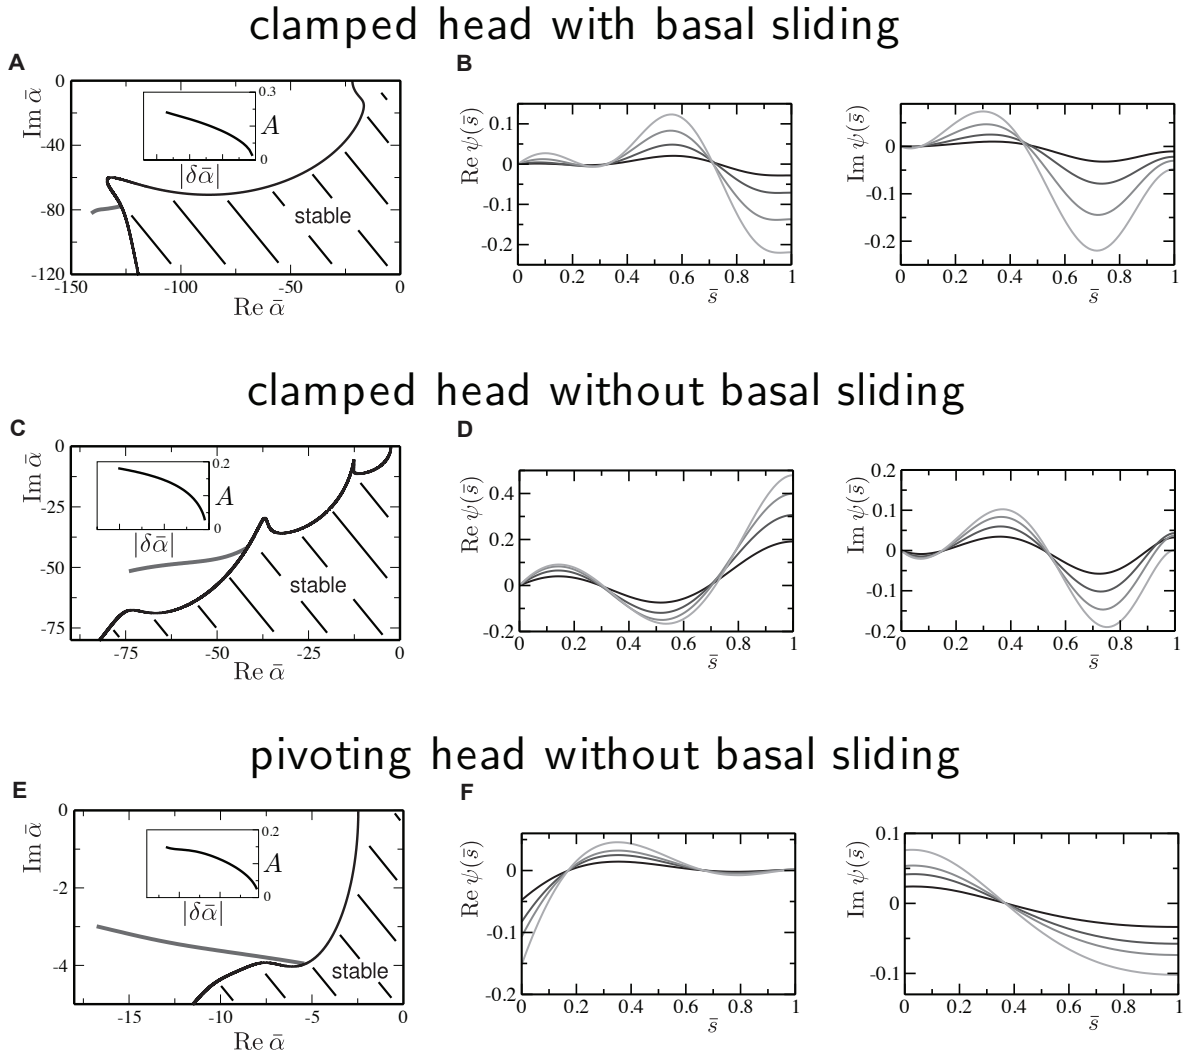 clamped head with basal sliding
A
B
Im ᾱ
0
-40
-80
-120
-150
-100
-50
0
Re ᾱ
0.3
A
0
|δᾱ|
stable
Re ψ(s̄)
0.1
0
-0.1
-0.2
0
0.2
0.4
0.6
0.8
1
s̄
Im ψ(s̄)
0
-0.1
-0.2
0
0.2
0.4
0.6
0.8
1
s̄
clamped head without basal sliding
C
D
Im ᾱ
0
-25
-50
-75
-75
-50
-25
0
Re ᾱ
0.2
A
0
|δᾱ|
stable
Re ψ(s̄)
0.4
0.2
0
-0.2
0
0.2
0.4
0.6
0.8
1
s̄
Im ψ(s̄)
0.2
0.1
0
-0.1
0.2
0
0.2
0.4
0.6
0.8
1
s̄
pivoting head without basal sliding
E
F
Im ᾱ
0
-2
-4
-15
-10
-5
0
Re ᾱ
0.2
A
0
|δᾱ|
stable
Re ψ(s̄)
0
-0.1
-0.2
0
0.2
0.4
0.6
0.8
1
s̄
Im ψ(s̄)
0.1
0
-0.1
0
0.2
0.4
0.6
0.8
1
s̄